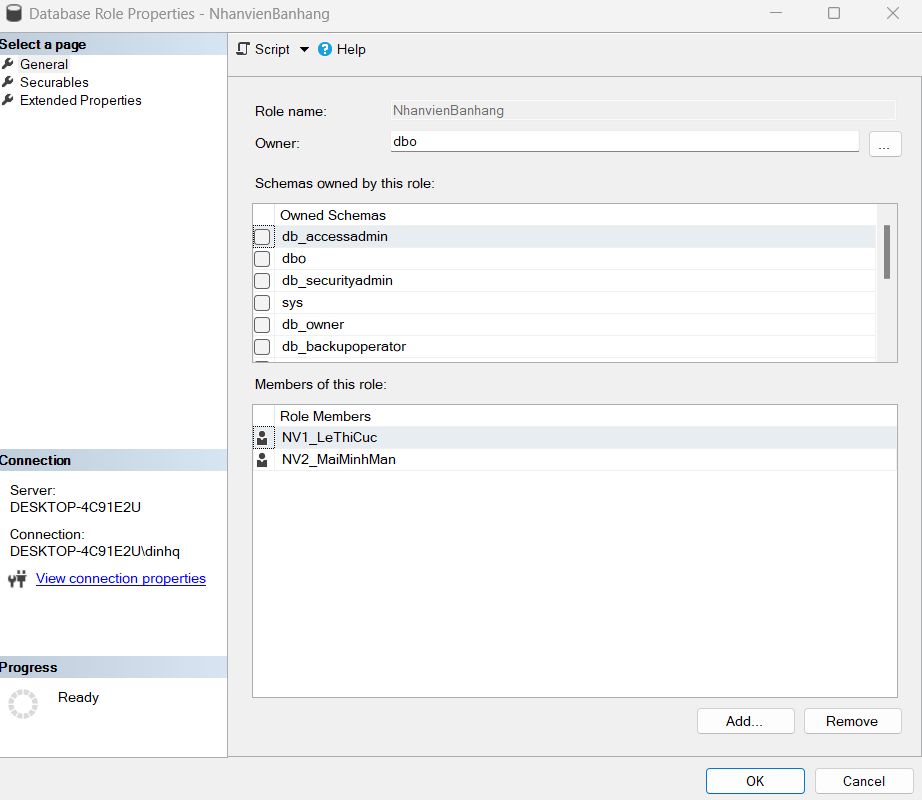 Database Role Properties - NhanvienBanhang
Select a page
General
Securables
Extended Properties
Script
Help
Role name:
NhanvienBanhang
Owner:
dbo
...
Schemas owned by this role:
Owned Schemas
db_accessadmin
dbo
db_securityadmin
sys
db_owner
db_backupoperator
Members of this role:
Role Members
NV1_LeThiCuc
NV2_MaiMinhMan
Connection
Server:
DESKTOP-4C91E2U
Connection:
DESKTOP-4C91E2U\dinhq
View connection properties
Progress
Ready
Add...
Remove
OK
Cancel